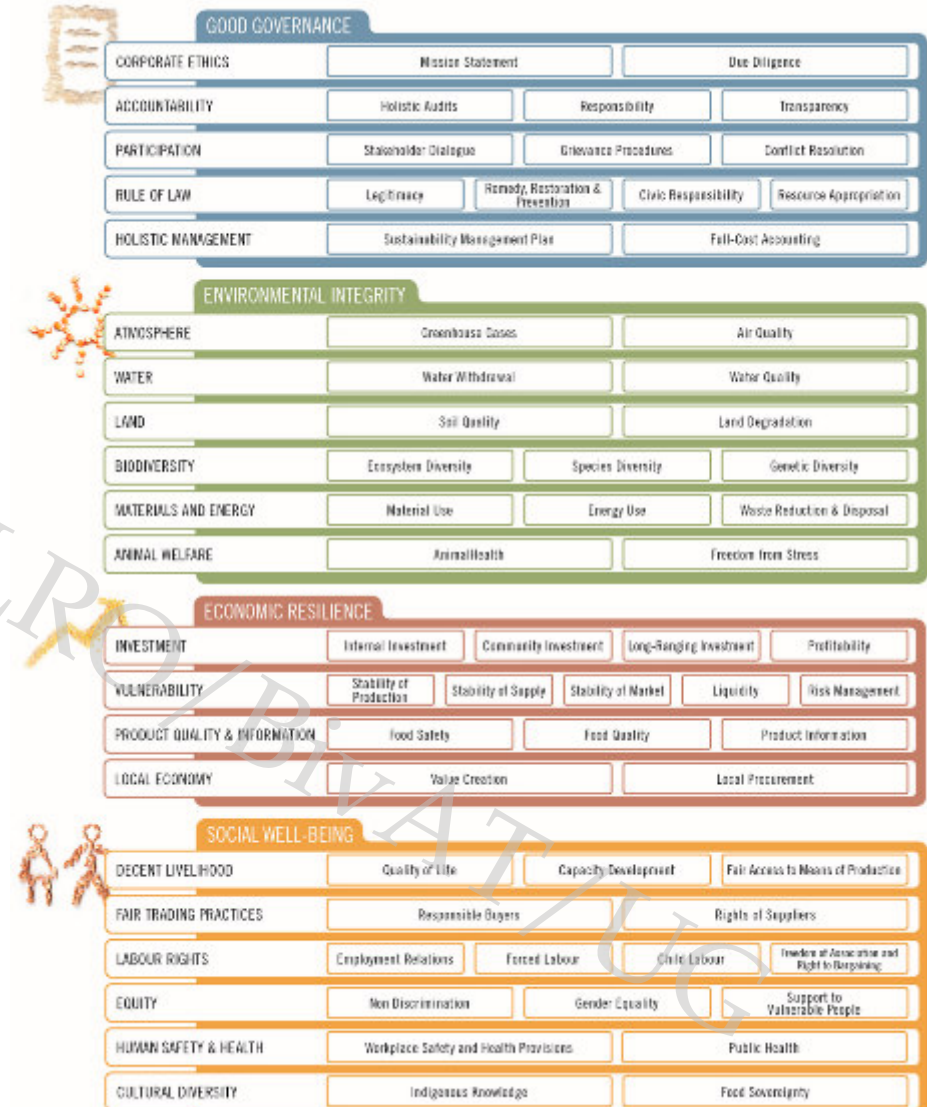 GOOD GOVERNANCE
CORPORATE ETHICS Mission Statement Due Diligence
ACCOUNTABILITY Holistic Audits Responsibility Transparency
PARTICIPATION Stakeholder Dialogue Grievance Procedures Conflict Resolution
RULE OF LAW Legitimacy Remedy, Restoration & Prevention Civic Responsibility Resource Appropriation
HOLISTIC MANAGEMENT Sustainability Management Plan Full-Cost Accounting
ENVIRONMENTAL INTEGRITY
ATMOSPHERE Greenhouse Gases Air Quality
WATER Water Withdrawal Water Quality
LAND Soil Quality Land Degradation
BIODIVERSITY Ecosystem Diversity Species Diversity Genetic Diversity
MATERIALS AND ENERGY Material Use Energy Use Waste Reduction & Disposal
ANIMAL WELFARE AnimalHealth Freedom from Stress
ECONOMIC RESILIENCE
INVESTMENT Internal Investment Community Investment Long-Ranging Investment Profitability
VULNERABILITY Stability of Production Stability of Supply Stability of Market Liquidity Risk Management
PRODUCT QUALITY & INFORMATION Food Safety Food Quality Product Information
LOCAL ECONOMY Value Creation Local Procurement
SOCIAL WELL-BEING
DECENT LIVELIHOOD Quality of Life Capacity Development Fair Access to Means of Production
FAIR TRADING PRACTICES Responsible Buyers Rights of Suppliers
LABOUR RIGHTS Employment Relations Forced Labour Child Labour Freedom of Association and Right to Bargaining
EQUITY Non Discrimination Gender Equality Support to Vulnerable People
HUMAN SAFETY & HEALTH Workplace Safety and Health Provisions Public Health
CULTURAL DIVERSITY Indigenous Knowledge Food Sovereignty
LRO/BivAT/UG